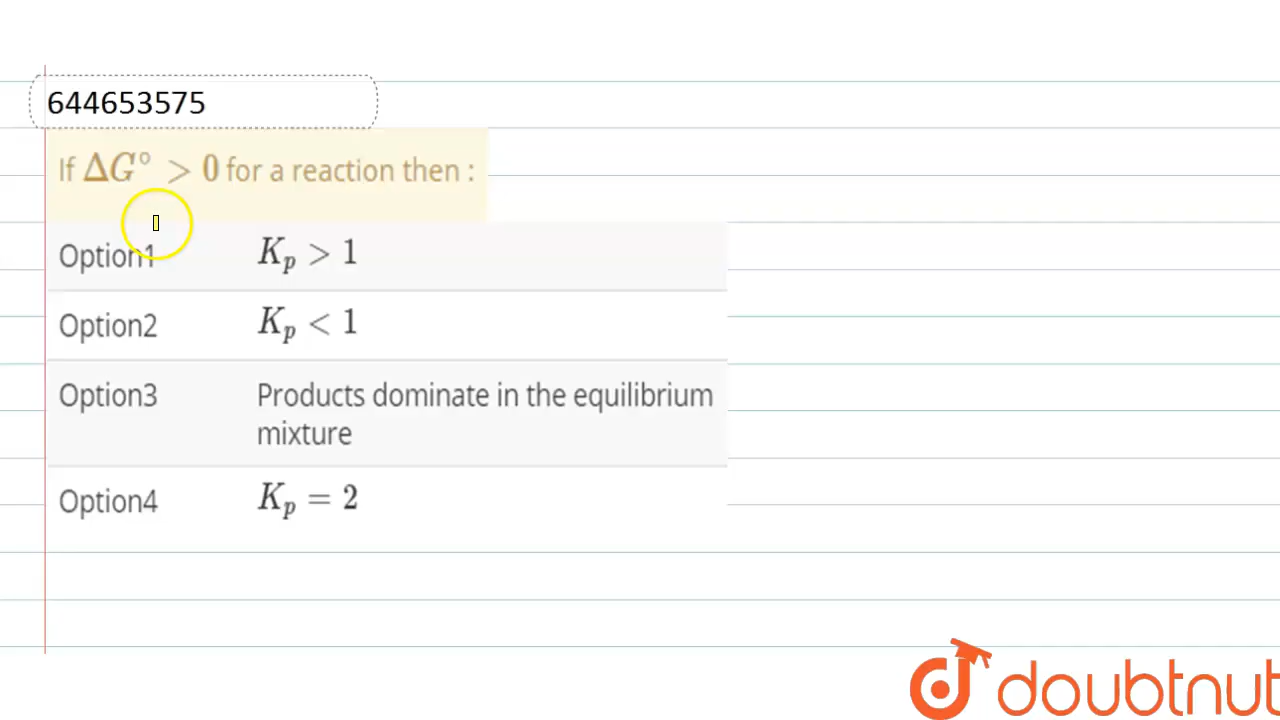 644653575
If ΔG° > 0 for a reaction then :
Option1 Kp > 1
Option2 Kp < 1
Option3 Products dominate in the equilibrium
mixture
Option4 Kp = 2
doubtnut